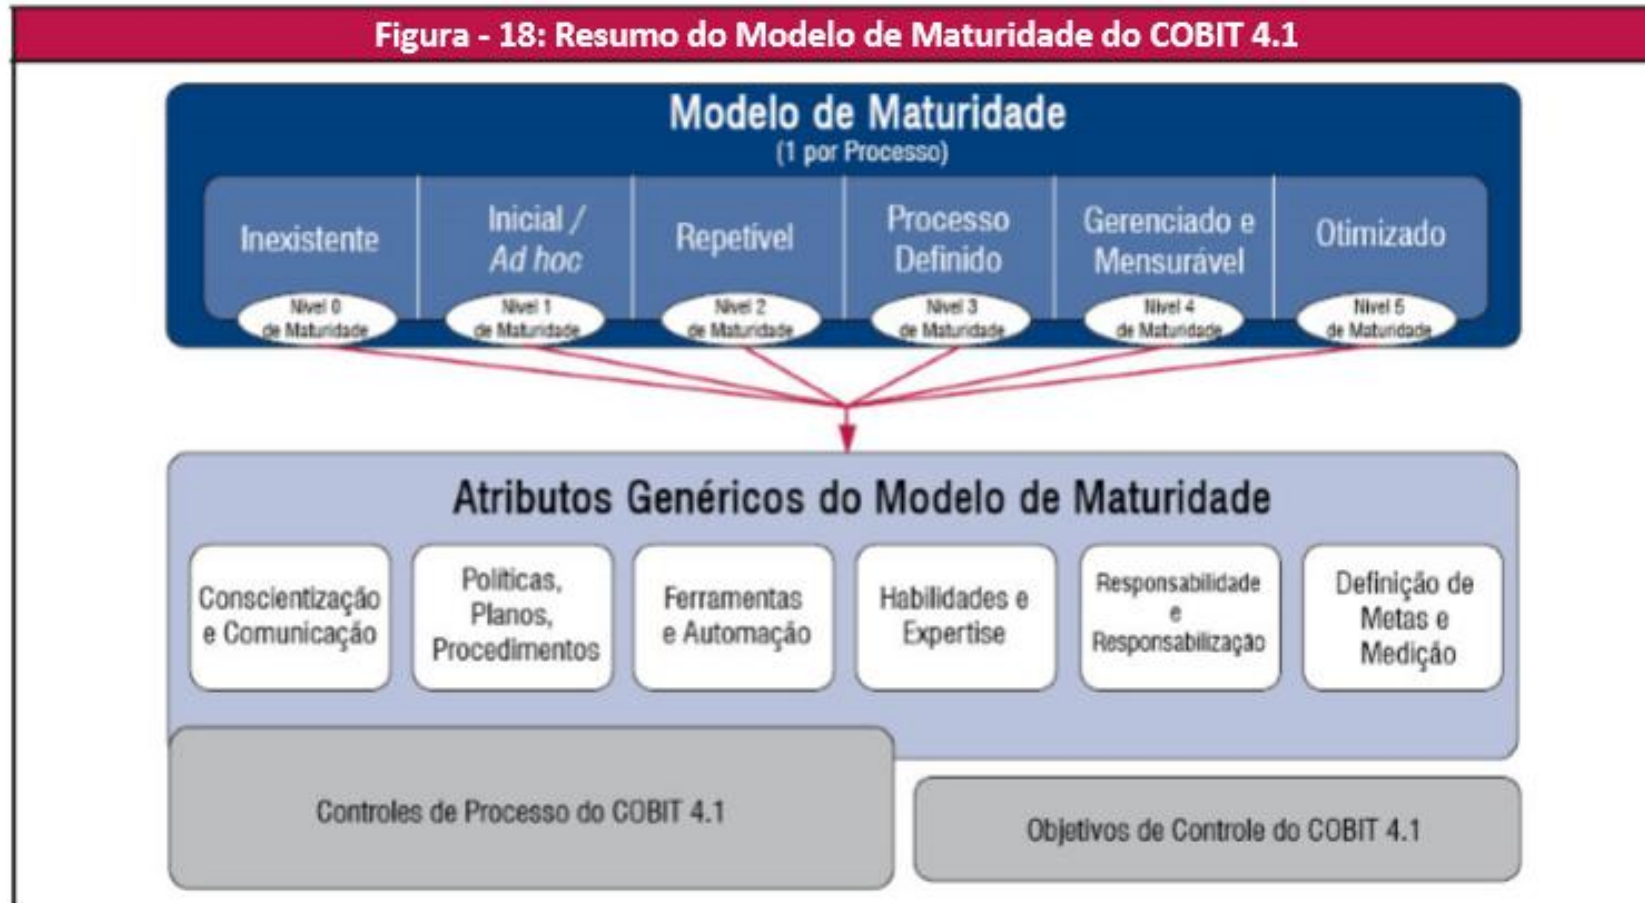 Figura - 18: Resumo do Modelo de Maturidade do COBIT 4.1
Modelo de Maturidade
(1 por Processo)
Inexistente
Inicial /
Ad hoc
Repetível
Processo
Definido
Gerenciado e
Mensurável
Otimizado
Nível 0
de Maturidade
Nível 1
de Maturidade
Nível 2
de Maturidade
Nível 3
de Maturidade
Nível 4
de Maturidade
Nível 5
de Maturidade
Atributos Genéricos do Modelo de Maturidade
Conscientização
e Comunicação
Políticas,
Planos,
Procedimentos
Ferramentas
e Automação
Habilidades e
Expertise
Responsabilidade
e
Responsabilização
Definição de
Metas e
Medição
Controles de Processo do COBIT 4.1
Objetivos de Controle do COBIT 4.1